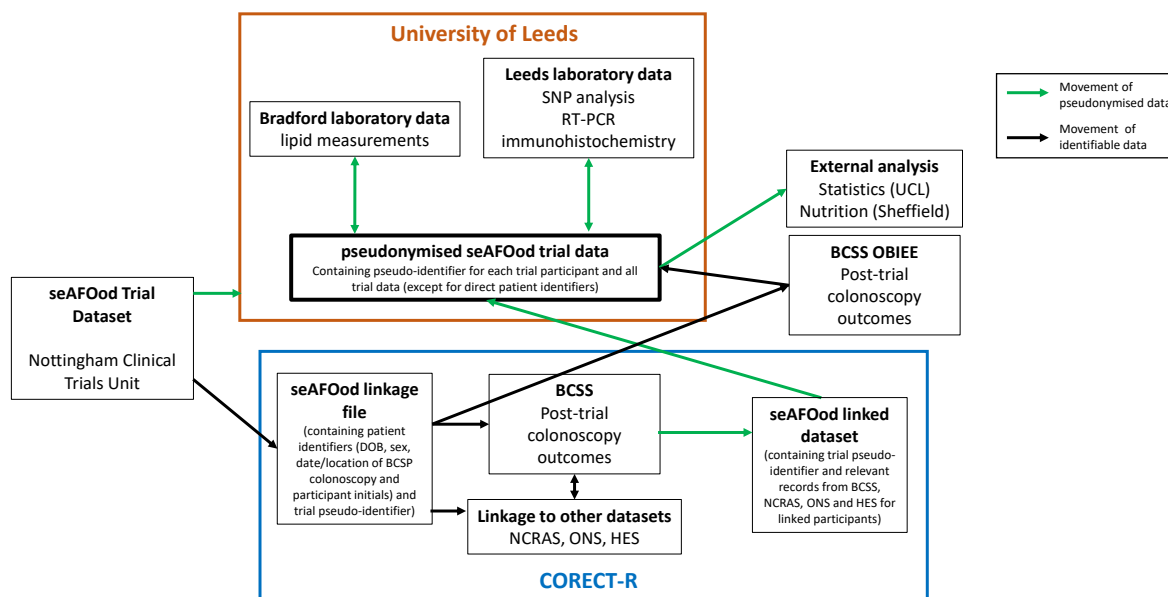 University of Leeds
Leeds laboratory data
SNP analysis
RT-PCR
immunohistochemistry
Bradford laboratory data
lipid measurements
Movement of
pseudonymised data
Movement of
identifiable data
External analysis
Statistics (UCL)
Nutrition (Sheffield)
pseudonymised seAFOod trial data
Containing pseudo-identifier for each trial participant and all
trial data (except for direct patient identifiers)
BCSS OBIEE
Post-trial
colonoscopy
outcomes
seAFOod Trial
Dataset
Nottingham Clinical
Trials Unit
seAFOod linkage
file
(containing patient
identifiers (DOB, sex,
date/location of BCSP
colonoscopy and
participant initials) and
trial pseudo-identifier)
BCSS
Post-trial
colonoscopy
outcomes
seAFOod linked
dataset
(containing trial pseudo-
identifier and relevant
records from BCSS,
NCRAS, ONS and HES for
linked participants)
Linkage to other datasets
NCRAS, ONS, HES
CORECT-R